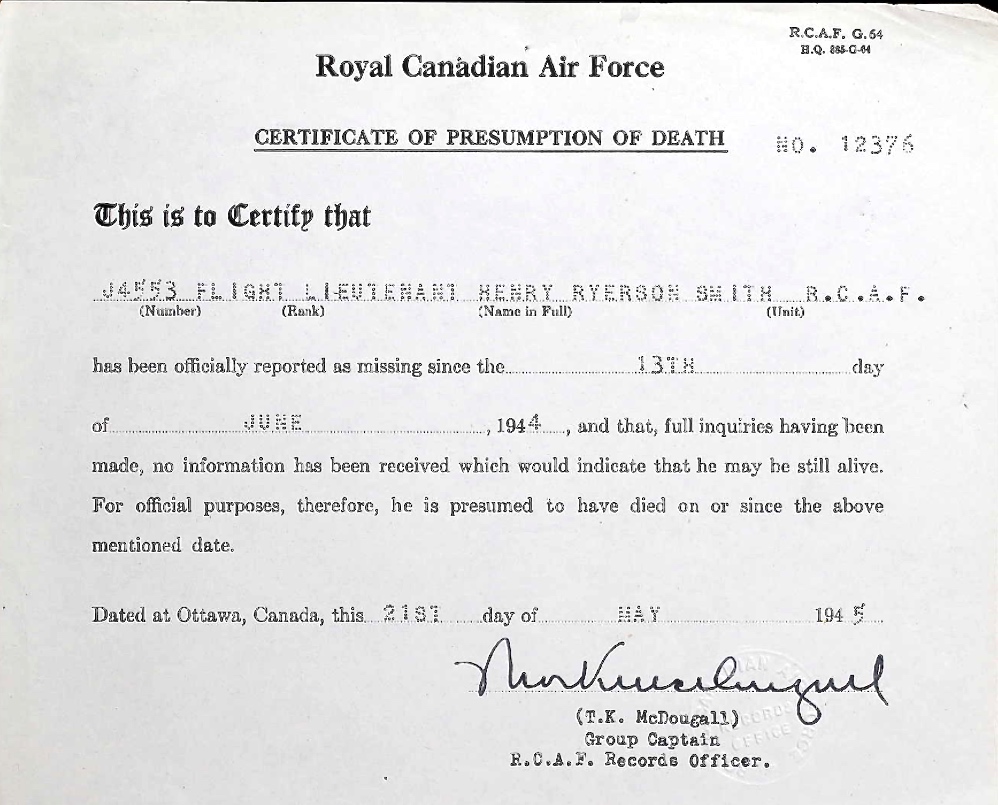 R.C.A.F. G.64
H.Q. 885-G-64
Royal Canadian Air Force
CERTIFICATE OF PRESUMPTION OF DEATH NO. 12376
This is to Certify that
J4553 FLIGHT LIEUTENANT HENRY RYERSON SMITH R.C.A.F.
(Number) (Rank) (Name in Full) (Unit)
has been officially reported as missing since the 13TH day
of JUNE, 1944, and that, full inquiries having been
made, no information has been received which would indicate that he may be still alive.
For official purposes, therefore, he is presumed to have died on or since the above
mentioned date.
Dated at Ottawa, Canada, this 21ST day of MAY 1945
(T.K. McDougall)
Group Captain
R.C.A.F. Records Officer.